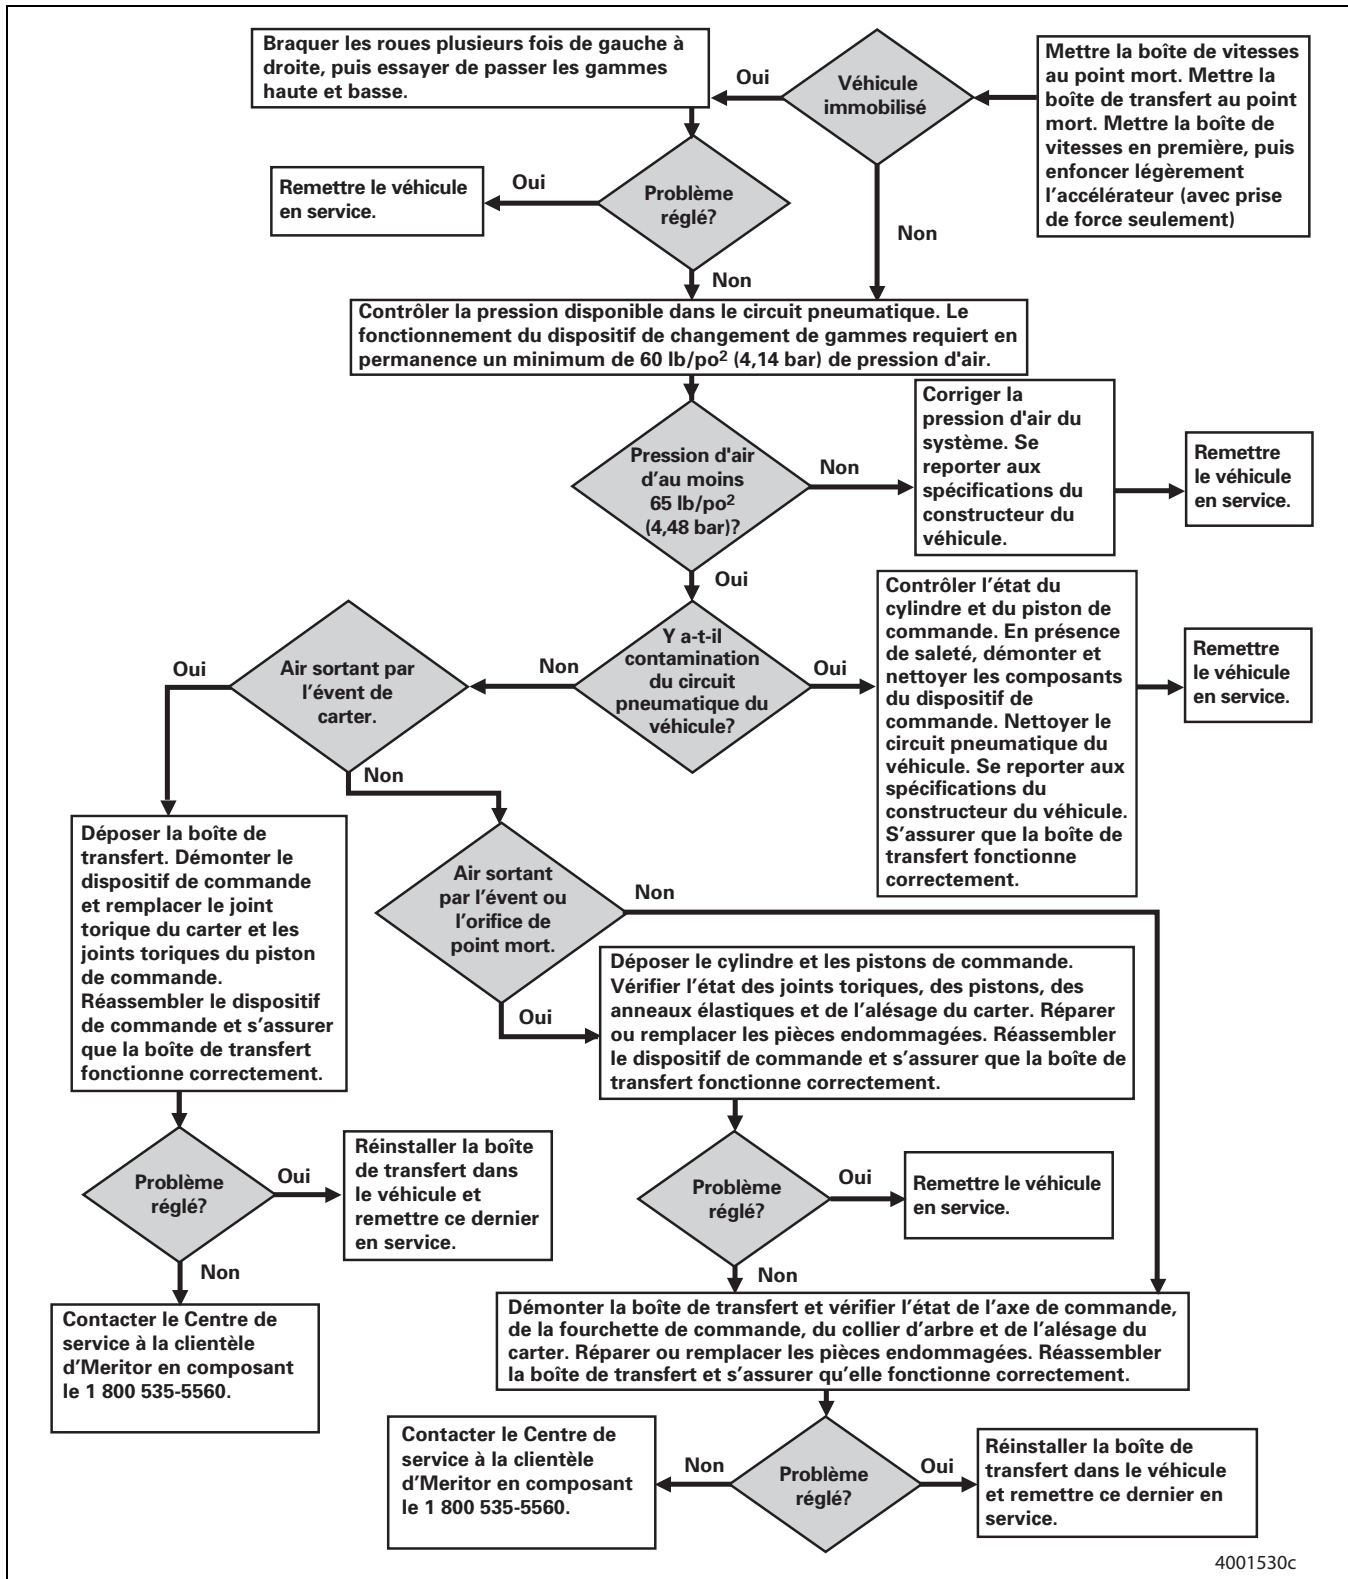 Braquer les roues plusieurs fois de gauche à
droite, puis essayer de passer les gammes
haute et basse.
Oui
Véhicule
immobilisé
Mettre la boîte de vitesses
au point mort. Mettre la
boîte de transfert au point
mort. Mettre la boîte de
vitesses en première, puis
enfoncer légèrement
l'accélérateur (avec prise
de force seulement)
Remettre le véhicule
en service.
Oui
Problème
réglé?
Non
Non
Contrôler la pression disponible dans le circuit pneumatique. Le
fonctionnement du dispositif de changement de gammes requiert en
permanence un minimum de 60 lb/po² (4,14 bar) de pression d'air.
Pression d'air
d'au moins
65 lb/po²
(4,48 bar)?
Non
Corriger la
pression d'air du
système. Se
reporter aux
spécifications du
constructeur du
véhicule.
Remettre
le véhicule
en service.
Oui
Oui
Air sortant par
l'évent de
carter.
Non
Y a-t-il
contamination
du circuit
pneumatique du
véhicule?
Oui
Contrôler l'état du
cylindre et du piston de
commande. En présence
de saleté, démonter et
nettoyer les composants
du dispositif de
commande. Nettoyer le
circuit pneumatique du
véhicule. Se reporter aux
spécifications du
constructeur du véhicule.
S'assurer que la boîte de
transfert fonctionne
correctement.
Remettre
le véhicule
en service.
Non
Déposer la boîte de
transfert. Démonter le
dispositif de commande
et remplacer le joint
torique du carter et les
joints toriques du piston
de commande.
Réassembler le dispositif
de commande et s'assurer
que la boîte de transfert
fonctionne correctement.
Air sortant
par l'évent ou
l'orifice de
point mort.
Non
Oui
Déposer le cylindre et les pistons de commande.
Vérifier l'état des joints toriques, des pistons, des
anneaux élastiques et de l'alésage du carter. Réparer
ou remplacer les pièces endommagées. Réassembler
le dispositif de commande et s'assurer que la boîte de
transfert fonctionne correctement.
Problème
réglé?
Oui
Réinstaller la boîte
de transfert dans
le véhicule et
remettre ce dernier
en service.
Problème
réglé?
Oui
Remettre le véhicule
en service.
Non
Non
Contacter le Centre de
service à la clientèle
d'Meritor en composant
le 1 800 535-5560.
Démonter la boîte de transfert et vérifier l'état de l'axe de commande,
de la fourchette de commande, du collier d'arbre et de l'alésage du
carter. Réparer ou remplacer les pièces endommagées. Réassembler
la boîte de transfert et s'assurer qu'elle fonctionne correctement.
Contacter le Centre de
service à la clientèle
d'Meritor en composant
le 1 800 535-5560.
Non
Problème
réglé?
Oui
Réinstaller la boîte de
transfert dans le véhicule
et remettre ce dernier en
service.
4001530c